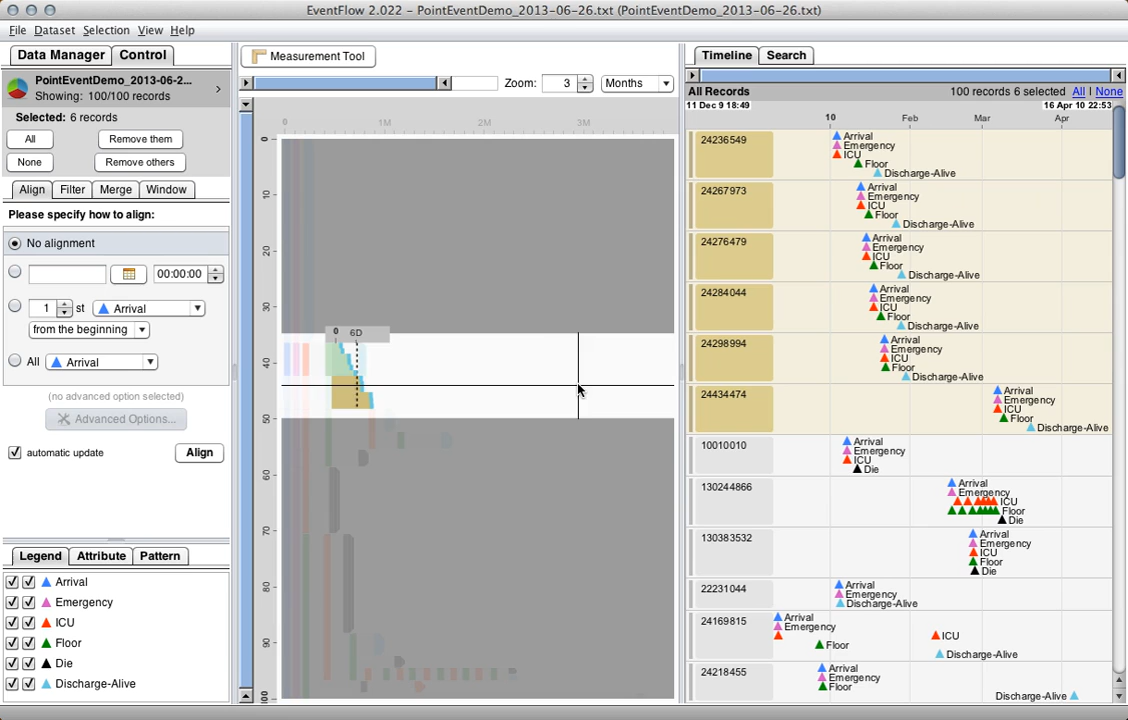 EventFlow 2.022 - PointEventDemo_2013-06-26.txt (PointEventDemo_2013-06-26.txt)
File Dataset Selection View Help
Data Manager Control
PointEventDemo_2013-06-2...
Showing: 100/100 records
Selected: 6 records
All Remove them
None Remove others
Align Filter Merge Window
Please specify how to align:
No alignment
00:00:00
1 st Arrival
from the beginning
All Arrival
(no advanced option selected)
Advanced Options...
automatic update Align
Legend Attribute Pattern
Arrival
Emergency
ICU
Floor
Die
Discharge-Alive
Measurement Tool
Zoom: 3 Months
0 1M 2M 3M
0
10
20
30
0 6D
40
50
60
70
80
90
Timeline Search
All Records 100 records 6 selected All | None
11 Dec 9 18:49 16 Apr 10 22:53
10 Feb Mar Apr
24236549
Arrival
Emergency
ICU
Floor
Discharge-Alive
24267973
Arrival
Emergency
ICU
Floor
Discharge-Alive
24276479
Arrival
Emergency
ICU
Floor
Discharge-Alive
24284044
Arrival
Emergency
ICU
Floor
Discharge-Alive
24298994
Arrival
Emergency
ICU
Floor
Discharge-Alive
24434474
Arrival
Emergency
ICU
Floor
Discharge-Alive
10010010
Arrival
Emergency
ICU
Die
130244866
Arrival
Emergency
ICU
Floor
Die
130383532
Arrival
Emergency
ICU
Floor
Die
22231044
Arrival
Emergency
Discharge-Alive
24169815
Arrival
Emergency
ICU
Floor
Discharge-Alive
24218455
Arrival
Emergency
Floor
Discharge-Alive